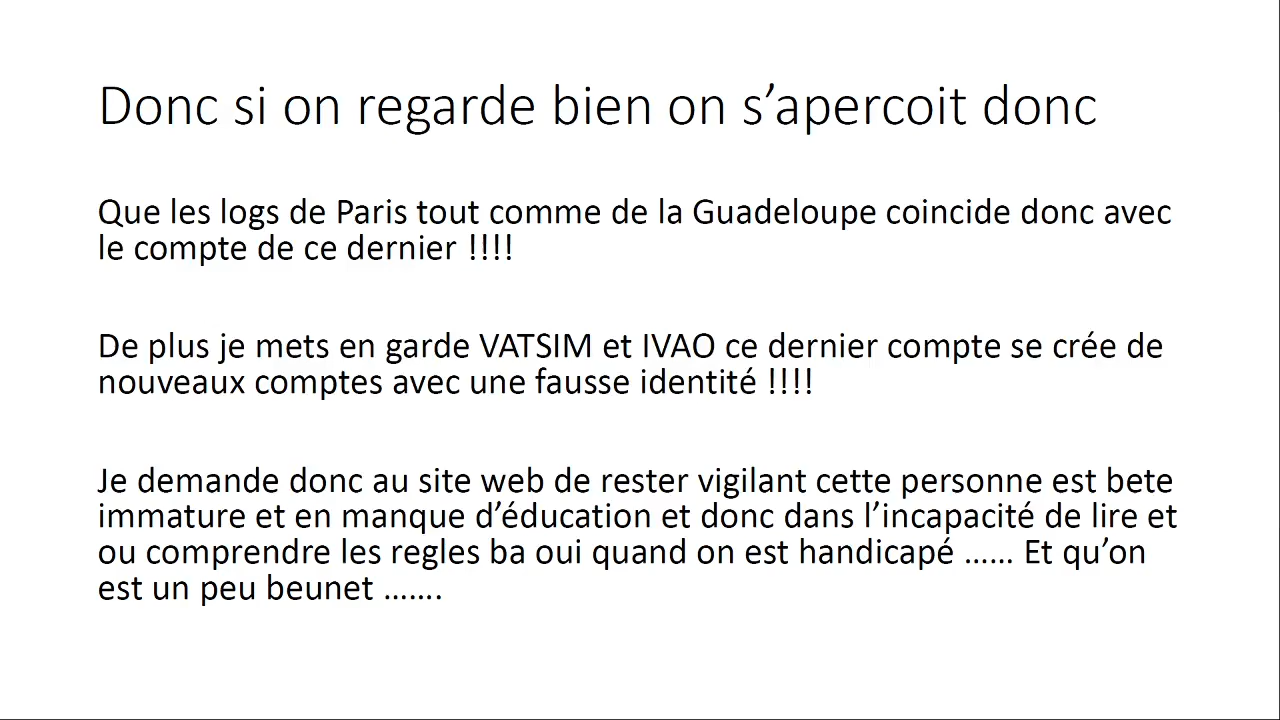 Donc si on regarde bien on s’apercoit donc
Que les logs de Paris tout comme de la Guadeloupe coincide donc avec
le compte de ce dernier !!!!
De plus je mets en garde VATSIM et IVAO ce dernier compte se crée de
nouveaux comptes avec une fausse identité !!!!
Je demande donc au site web de rester vigilant cette personne est bete
immature et en manque d’éducation et donc dans l’incapacité de lire et
ou comprendre les regles ba oui quand on est handicapé …… Et qu’on
est un peu beunet …….